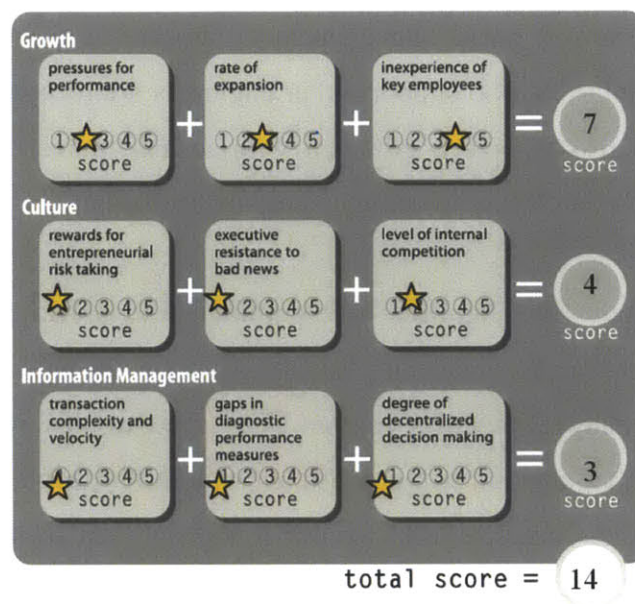 Growth
pressures for performance
rate of expansion
inexperience of key employees
1 3 4 5 + 1 2 4 5 + 1 2 3 5 = 7
score score score score
Culture
rewards for entrepreneurial risk taking
executive resistance to bad news
level of internal competition
2 3 4 5 + 2 3 4 5 + 1 3 4 5 = 4
score score score score
Information Management
transaction complexity and velocity
gaps in diagnostic performance measures
degree of decentralized decision making
1 2 3 4 5 + 1 2 3 4 5 + 1 2 3 4 5 = 3
score score score score
total score = 14